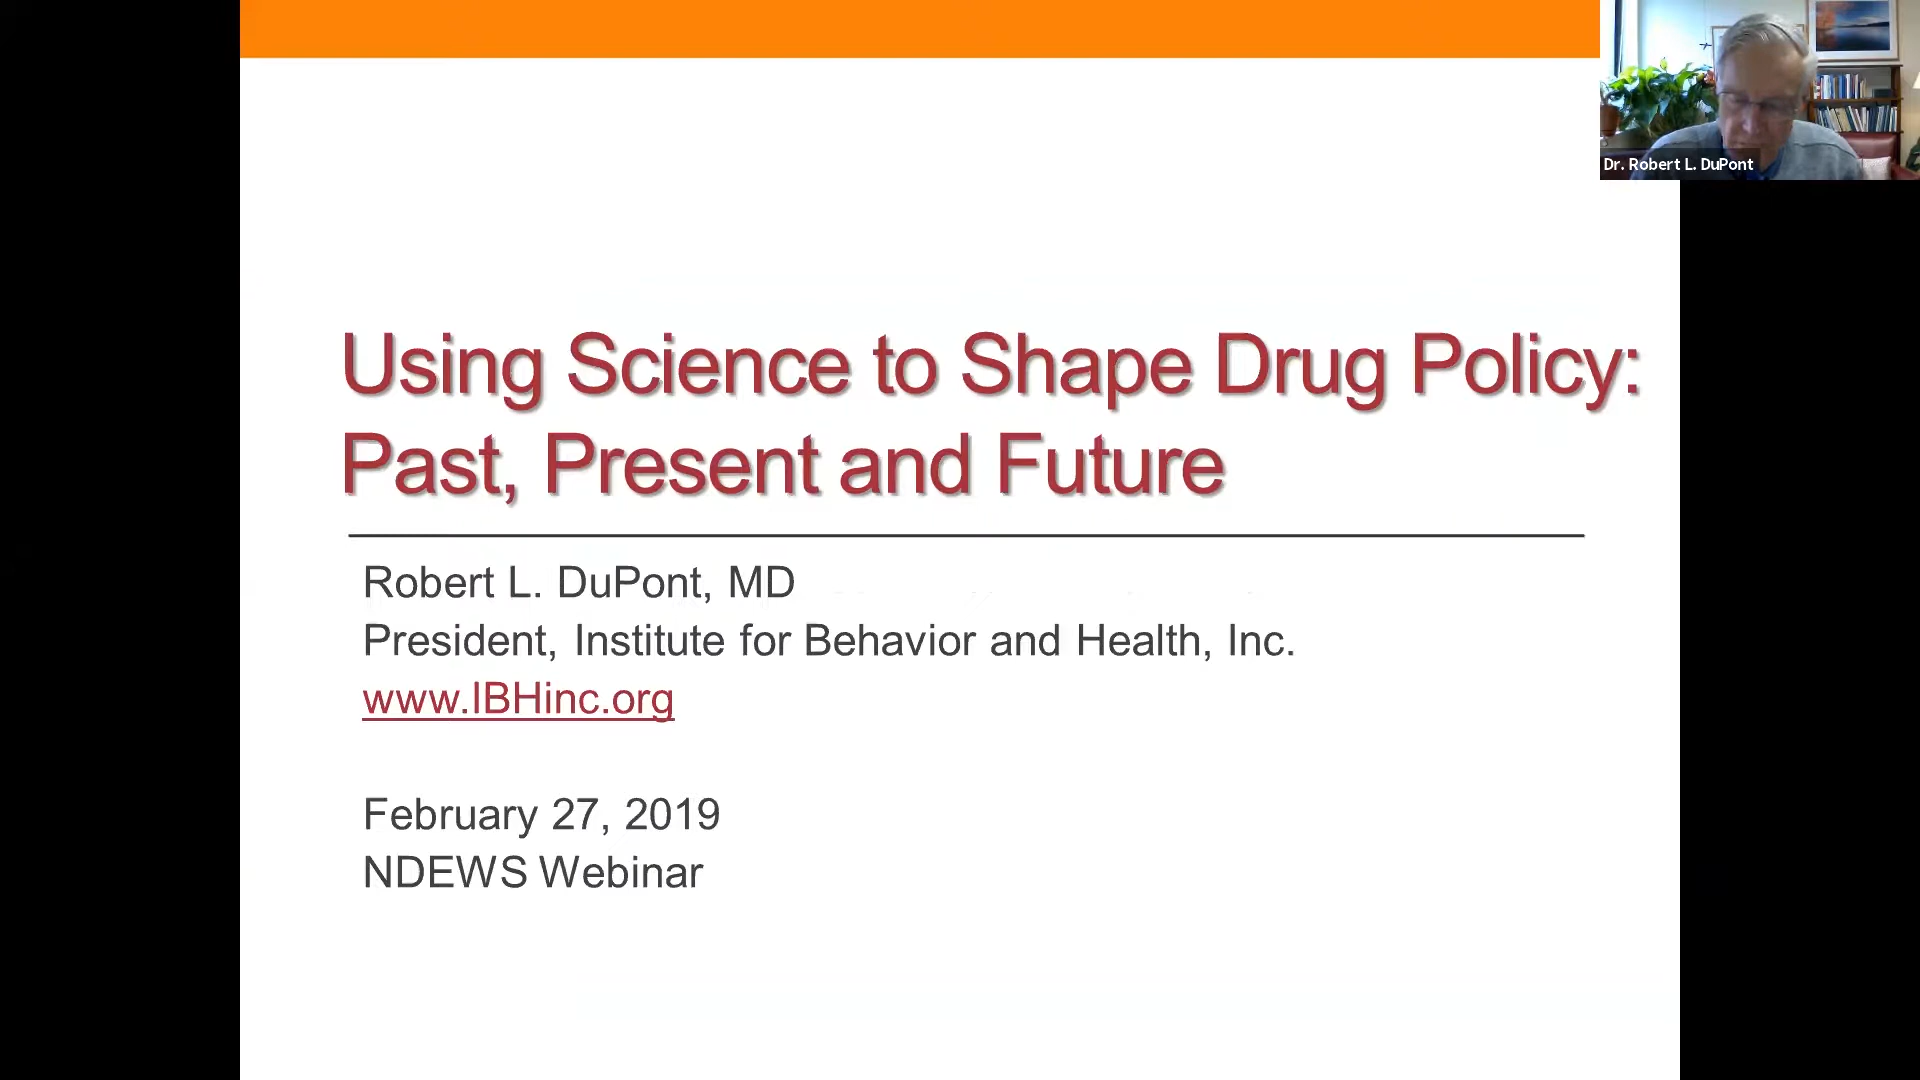 Using Science to Shape Drug Policy:
Past, Present and Future
Robert L. DuPont, MD
President, Institute for Behavior and Health, Inc.
www.IBHinc.org
February 27, 2019
NDEWS Webinar
Dr. Robert L. DuPont